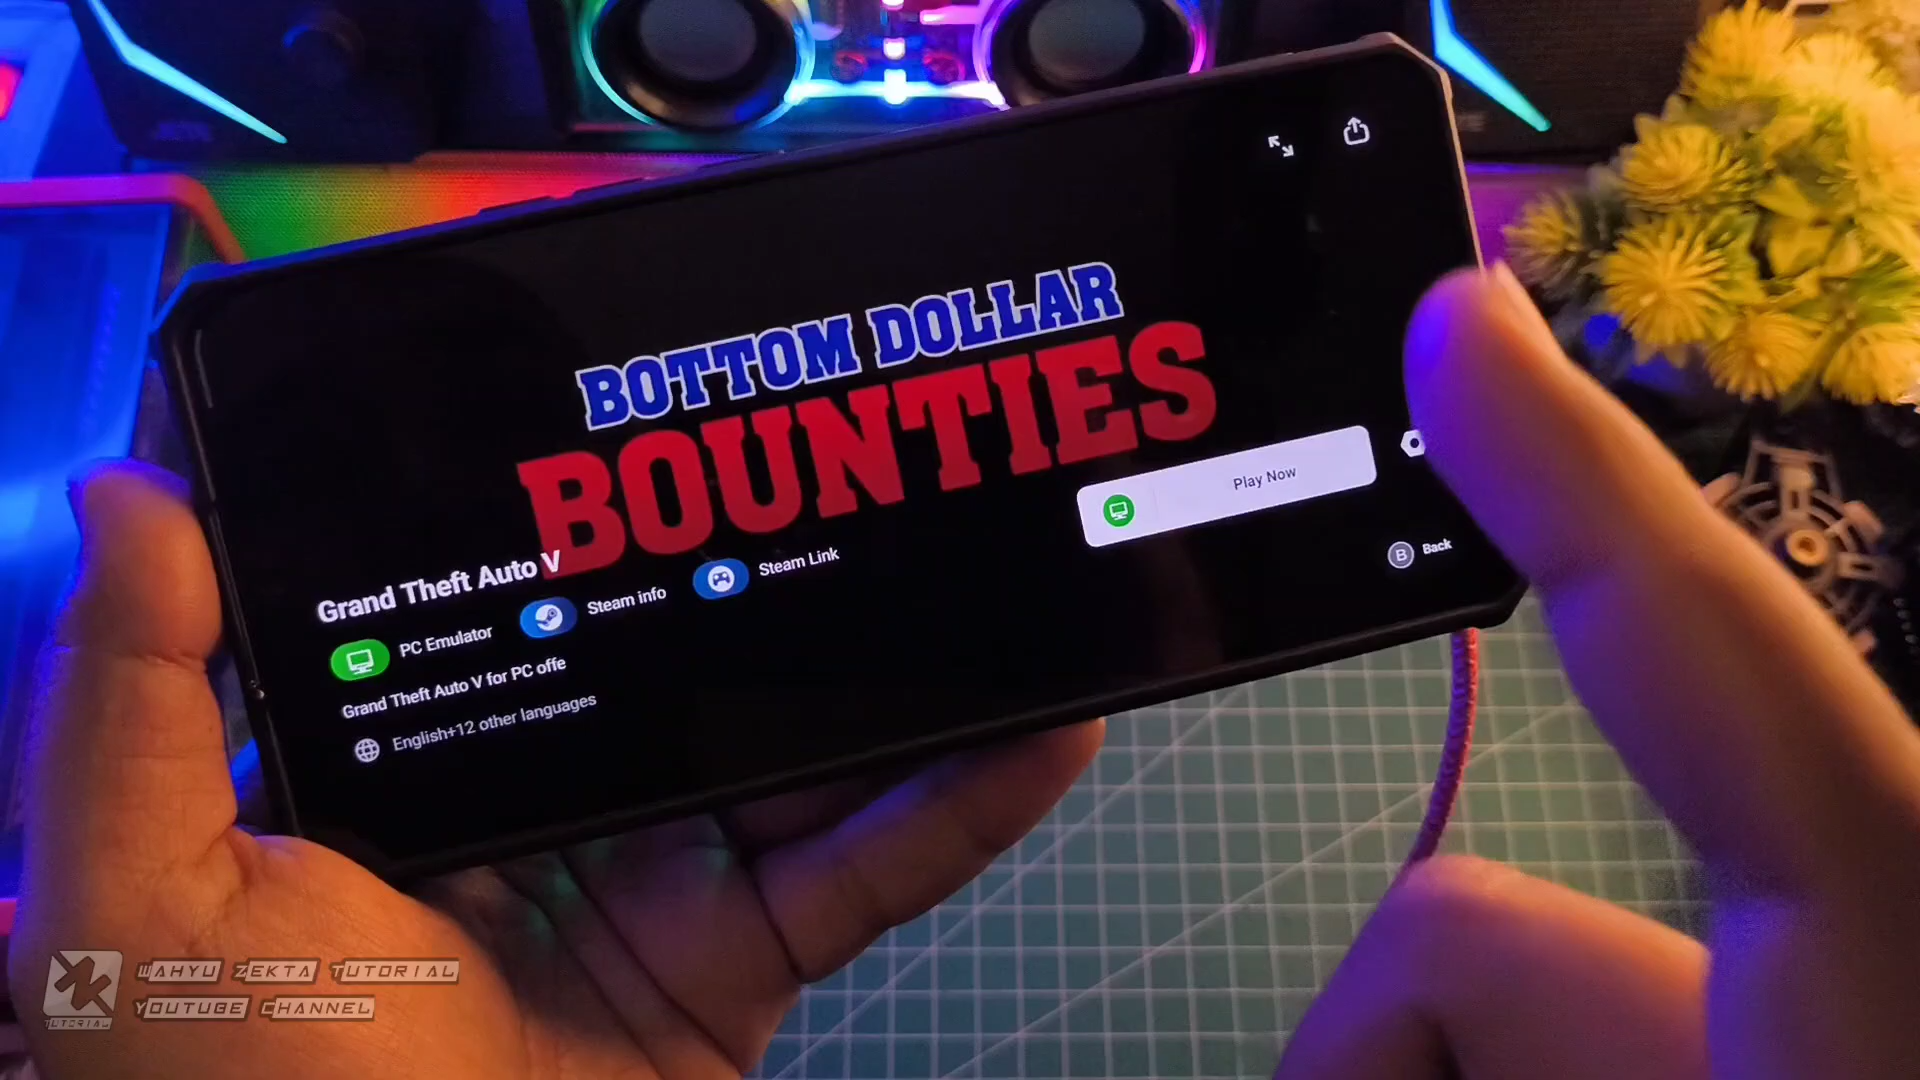 BOTTOM DOLLAR
BOUNTIES
Play Now
B Back
Grand Theft Auto V
PC Emulator
Steam info
Steam Link
Grand Theft Auto V for PC offe
English+12 other languages
WAHYU ZEKTA TUTORIAL
YOUTUBE CHANNEL
TUTORIAL